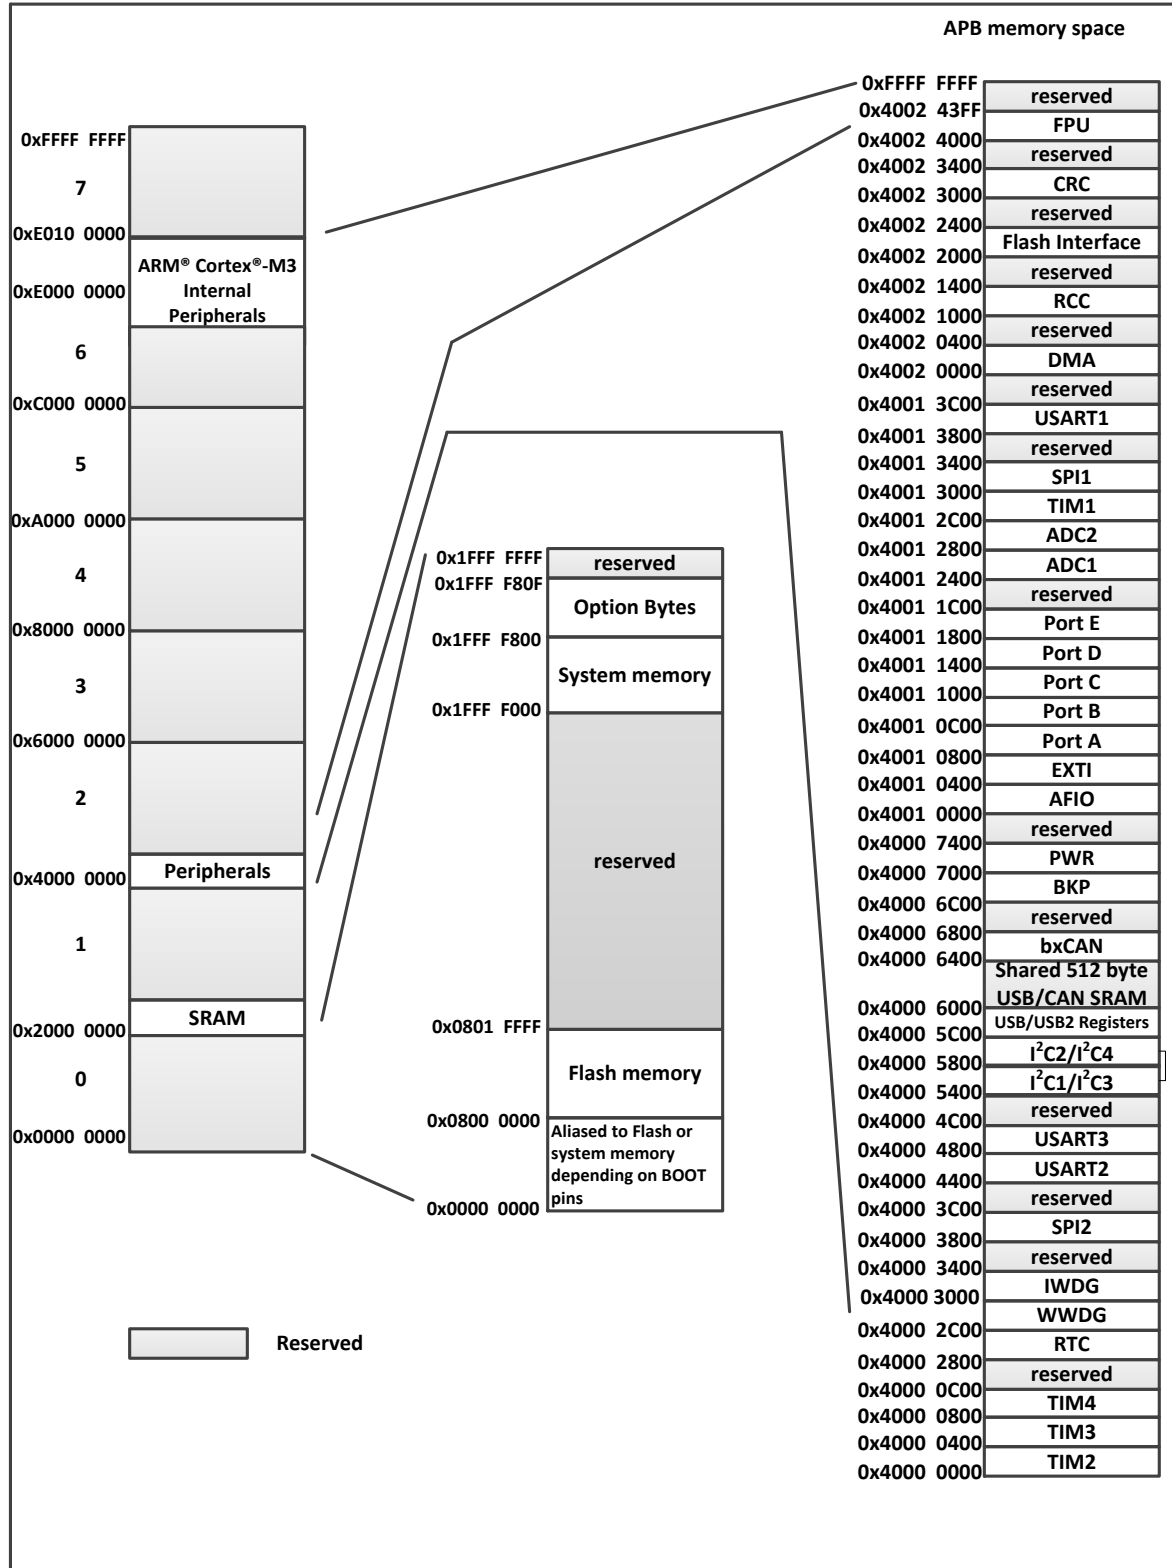 APB memory space
0xFFFF FFFF
7
0xE010 0000
ARM® Cortex®-M3
Internal
Peripherals
0xE000 0000
6
0xC000 0000
5
0xA000 0000
4
0x8000 0000
3
0x6000 0000
2
Peripherals
0x4000 0000
1
SRAM
0x2000 0000
0
0x0000 0000
Reserved
0x1FFF FFFF
reserved
0x1FFF F80F
Option Bytes
0x1FFF F800
System memory
0x1FFF F000
reserved
0x0801 FFFF
Flash memory
0x0800 0000
Aliased to Flash or
system memory
depending on BOOT
pins
0x0000 0000
0xFFFF FFFF
reserved
0x4002 43FF
FPU
0x4002 4000
reserved
0x4002 3400
CRC
0x4002 3000
reserved
0x4002 2400
Flash Interface
0x4002 2000
reserved
0x4002 1400
RCC
0x4002 1000
reserved
0x4002 0400
DMA
0x4002 0000
reserved
0x4001 3C00
USART1
0x4001 3800
reserved
0x4001 3400
SPI1
0x4001 3000
TIM1
0x4001 2C00
ADC2
0x4001 2800
ADC1
0x4001 2400
reserved
0x4001 1C00
Port E
0x4001 1800
Port D
0x4001 1400
Port C
0x4001 1000
Port B
0x4001 0C00
Port A
0x4001 0800
EXTI
0x4001 0400
AFIO
0x4001 0000
reserved
0x4000 7400
PWR
0x4000 7000
BKP
0x4000 6C00
reserved
0x4000 6800
bxCAN
0x4000 6400
Shared 512 byte
USB/CAN SRAM
0x4000 6000
USB/USB2 Registers
0x4000 5C00
I²C2/I²C4
0x4000 5800
I²C1/I²C3
0x4000 5400
reserved
0x4000 4C00
USART3
0x4000 4800
USART2
0x4000 4400
reserved
0x4000 3C00
SPI2
0x4000 3800
reserved
0x4000 3400
IWDG
0x4000 3000
WWDG
0x4000 2C00
RTC
0x4000 2800
reserved
0x4000 0C00
TIM4
0x4000 0800
TIM3
0x4000 0400
TIM2
0x4000 0000